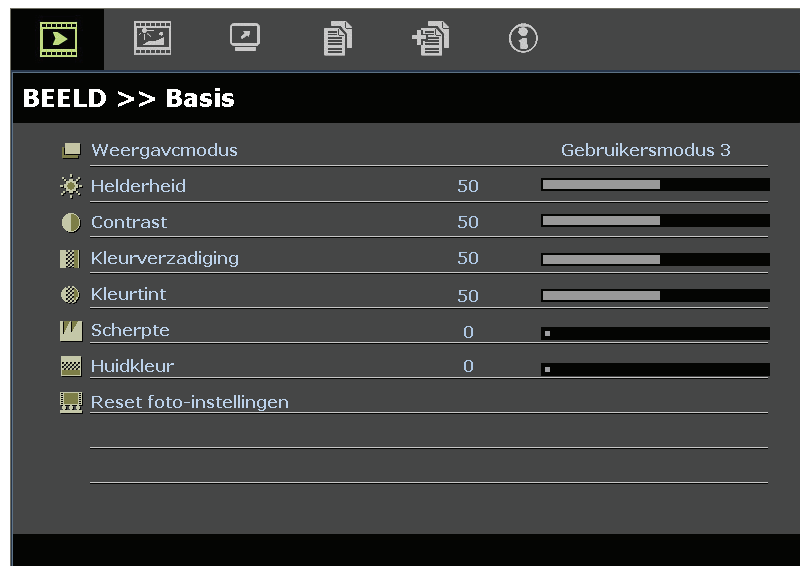 BEELD >> Basis
Weergavcmodus Gebruikersmodus 3
Helderheid 50
Contrast 50
Kleurverzadiging 50
Kleurtint 50
Scherpte 0
Huidkleur 0
Reset foto-instellingen